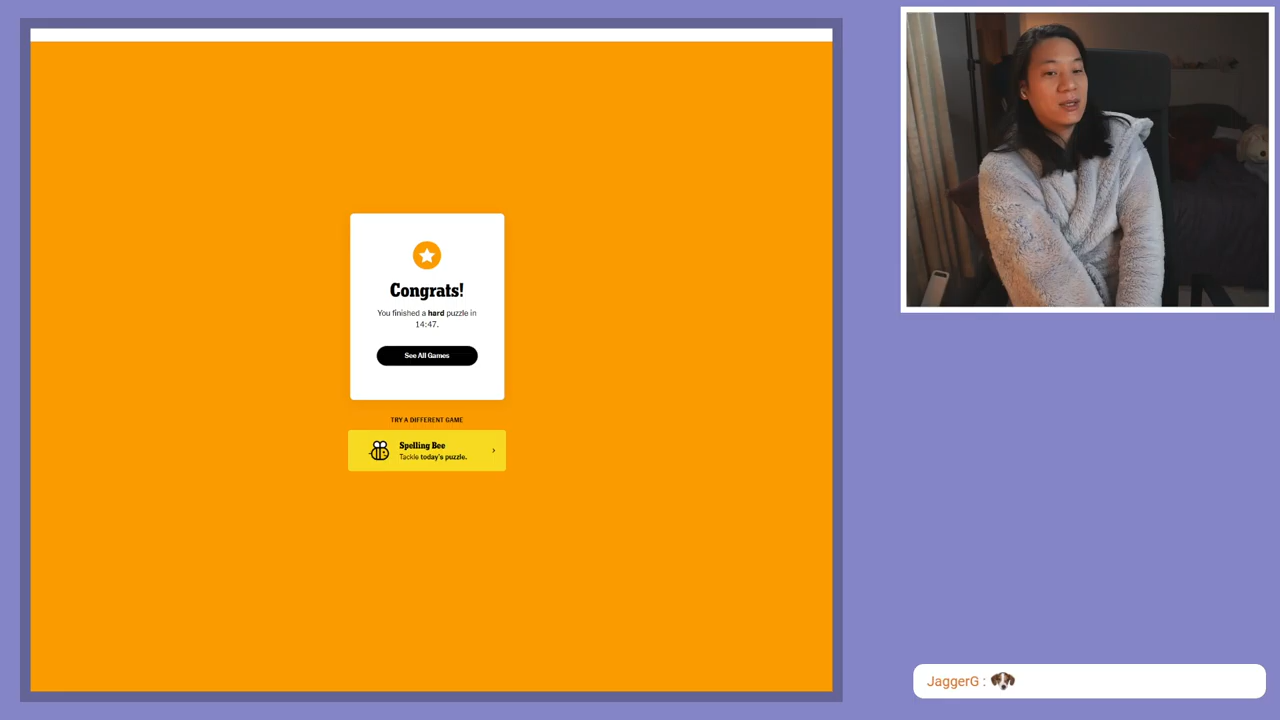 Congrats!
You finished a hard puzzle in
14:47.
See All Games
TRY A DIFFERENT GAME
Spelling Bee
Tackle today's puzzle.
JaggerG :